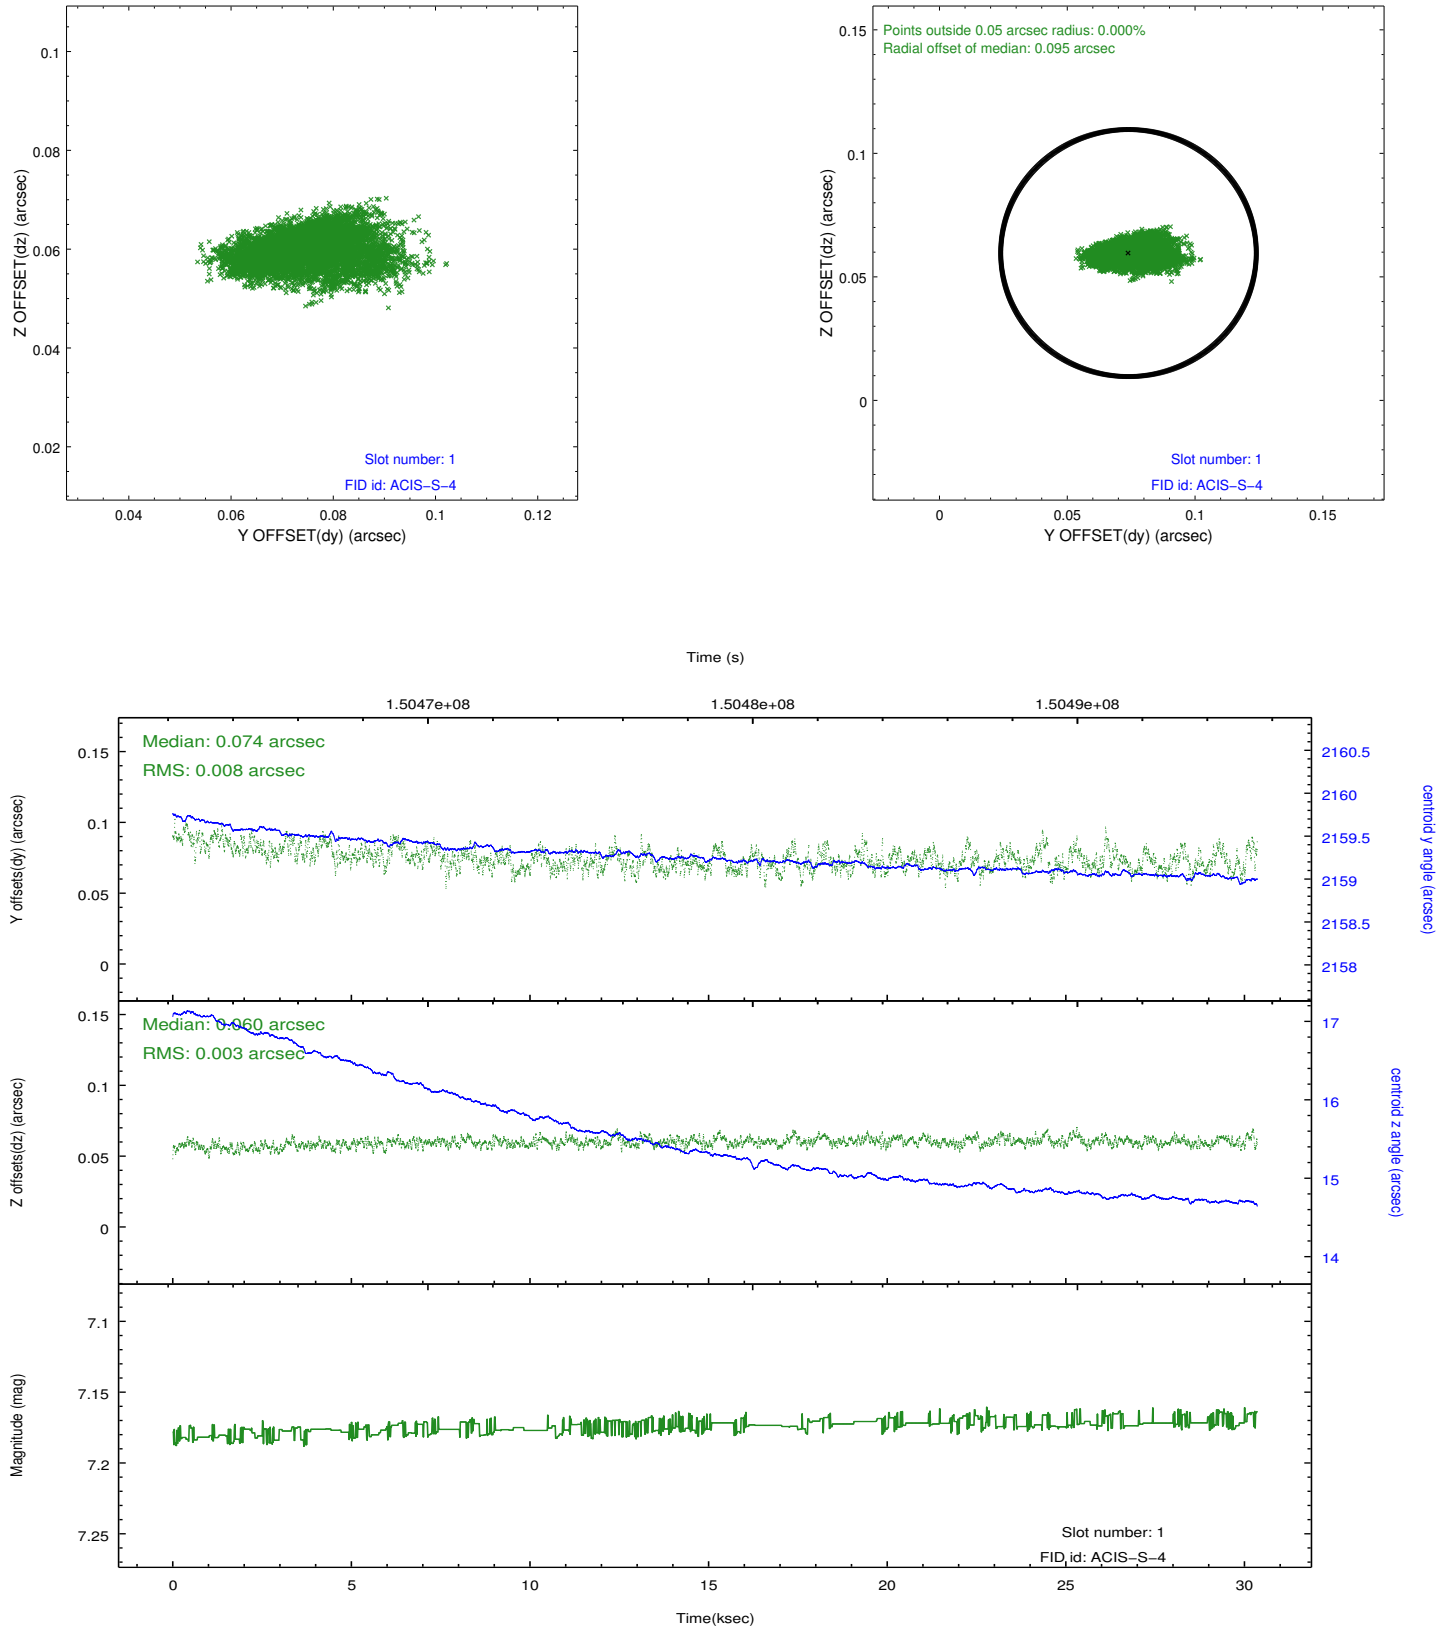 0.1
0.08
0.06
0.04
0.02
Z OFFSET(dz) (arcsec)
Slot number: 1
FID id: ACIS−S−4
0.04 0.06 0.08 0.1 0.12
Y OFFSET(dy) (arcsec)
Points outside 0.05 arcsec radius: 0.000%
Radial offset of median: 0.095 arcsec
0.15
0.1
0.05
0
Z OFFSET(dz) (arcsec)
Slot number: 1
FID id: ACIS−S−4
0 0.05 0.1 0.15
Y OFFSET(dy) (arcsec)
Time (s)
1.5047e+08 1.5048e+08 1.5049e+08
Median: 0.074 arcsec
RMS: 0.008 arcsec
0.15
0.1
0.05
0
Y offsets(dy) (arcsec)
2160.5
2160
2159.5
2159
2158.5
2158
centroid y angle (arcsec)
Median: 0.060 arcsec
RMS: 0.003 arcsec
0.15
0.1
0.05
0
Z offsets(dz) (arcsec)
17
16
15
14
centroid z angle (arcsec)
7.1
7.15
7.2
7.25
Magnitude (mag)
Slot number: 1
FID id: ACIS−S−4
0 5 10 15 20 25 30
Time(ksec)